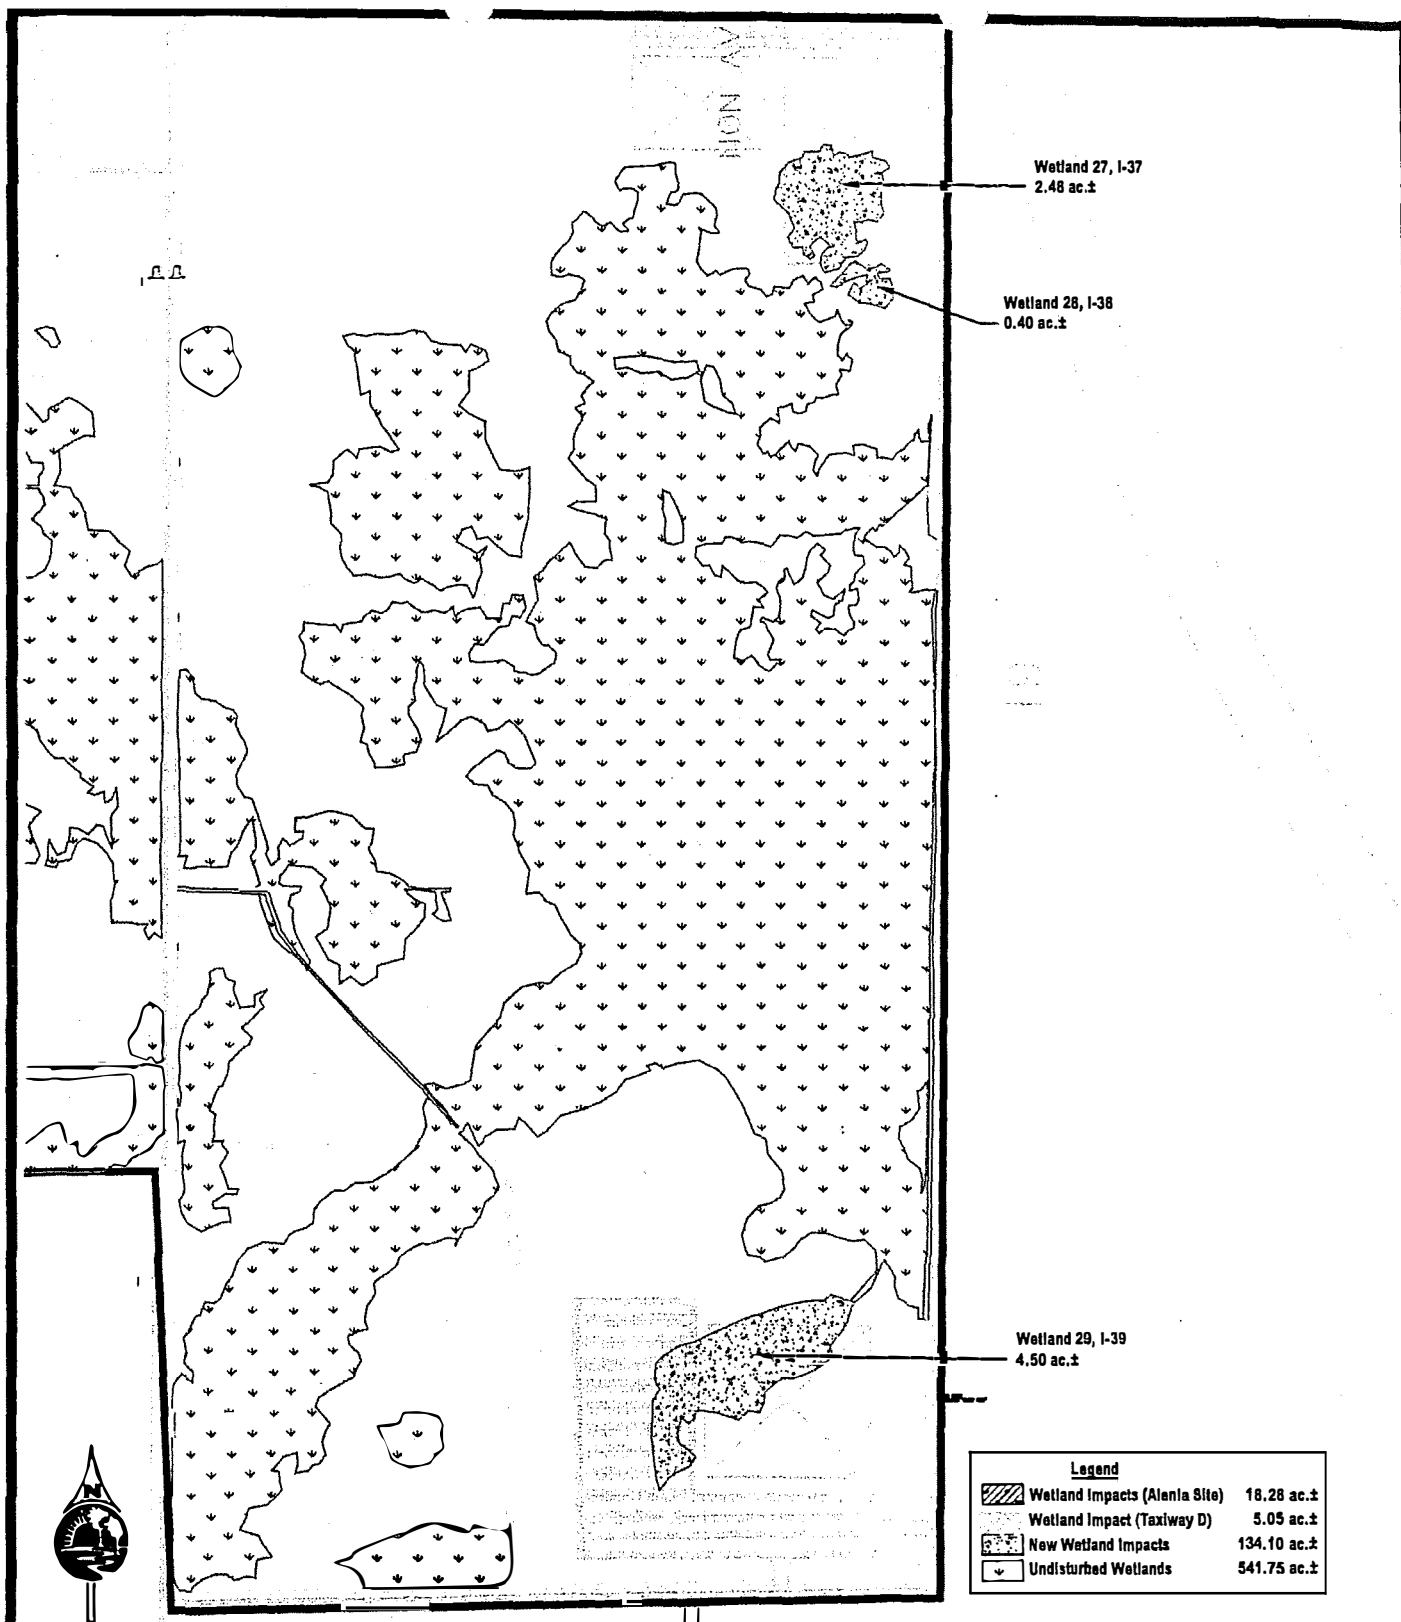 Wetland 27, I-37
2.48 ac.±
Wetland 28, I-38
0.40 ac.±
Wetland 29, I-39
4.50 ac.±
N
Legend
Wetland Impacts (Alenia Site) 18.28 ac.±
Wetland Impact (Taxiway D) 5.05 ac.±
New Wetland Impacts 134.10 ac.±
Undisturbed Wetlands 541.75 ac.±